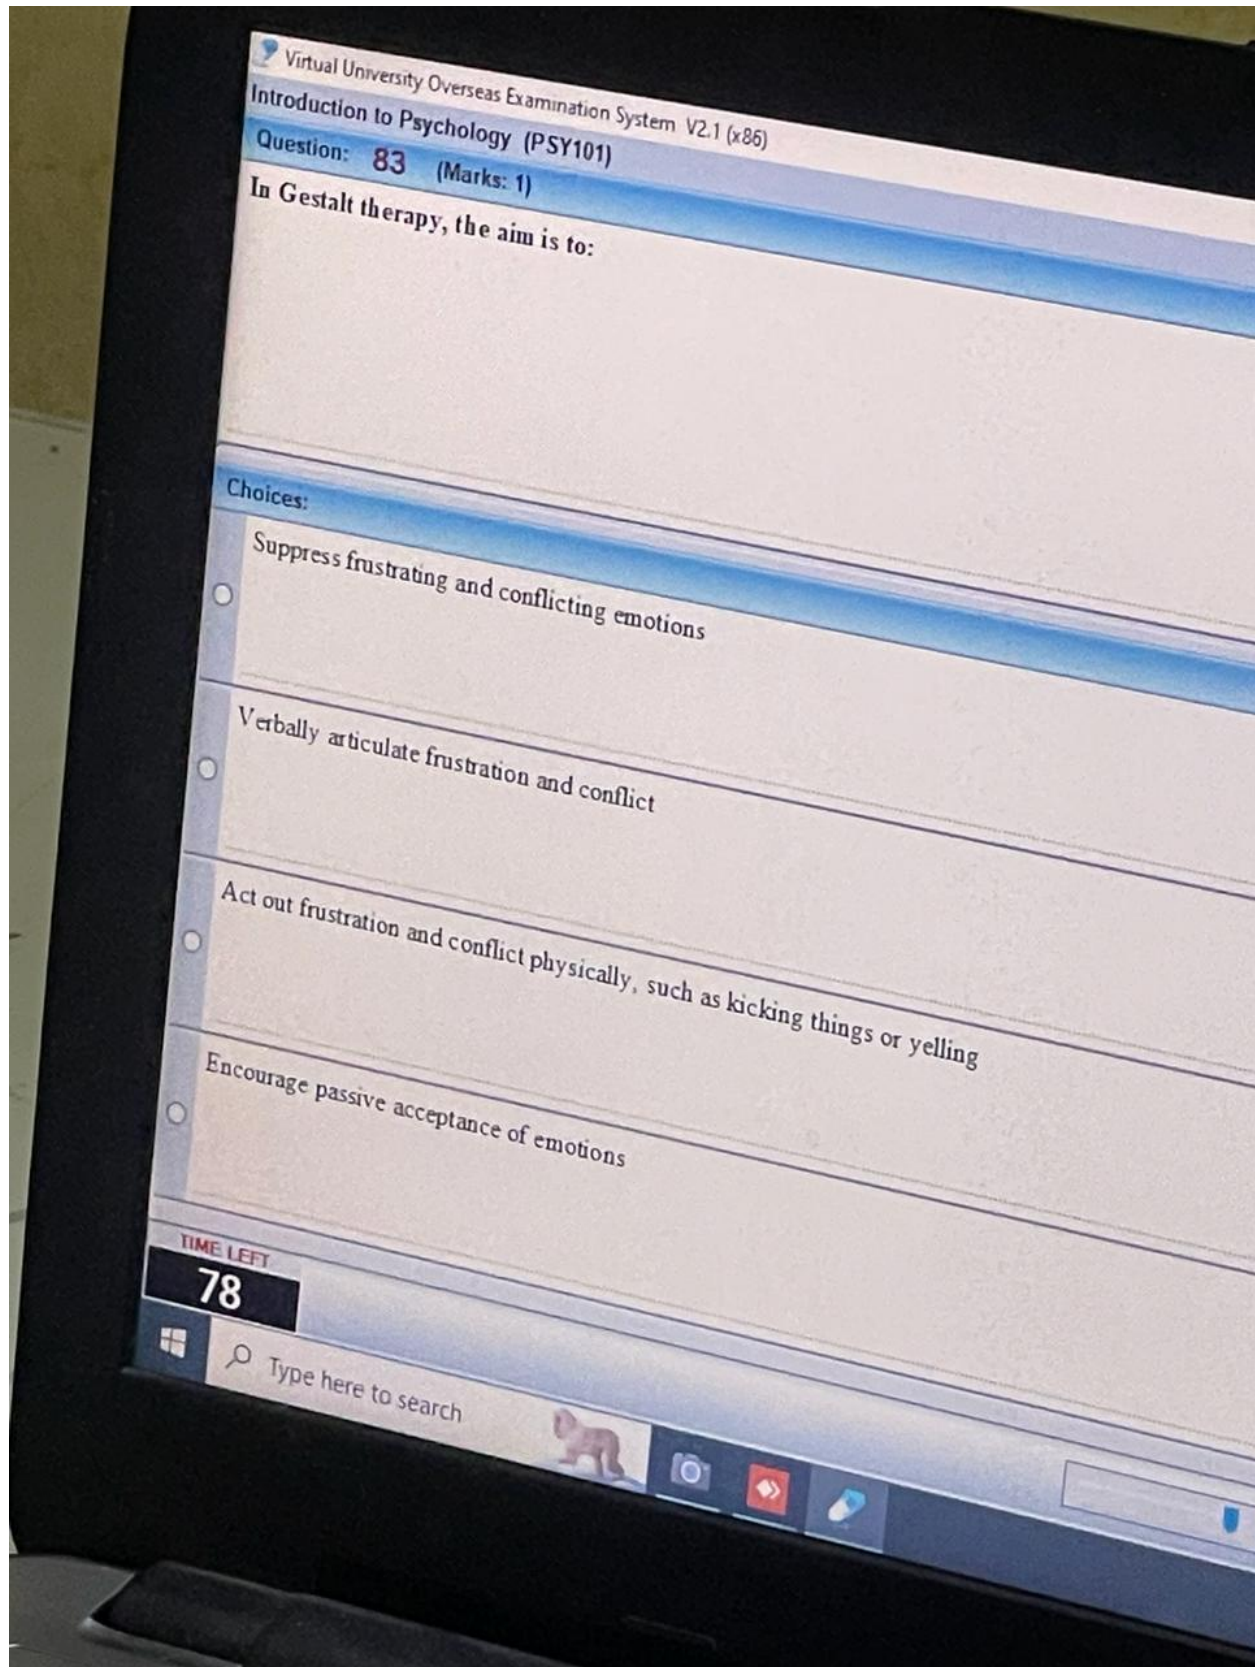 Virtual University Overseas Examination System V2.1 (x86)
Introduction to Psychology (PSY101)
Question: 83 (Marks: 1)
In Gestalt therapy, the aim is to:
Choices:
Suppress frustrating and conflicting emotions
Verbally articulate frustration and conflict
Act out frustration and conflict physically, such as kicking things or yelling
Encourage passive acceptance of emotions
TIME LEFT
78
Type here to search